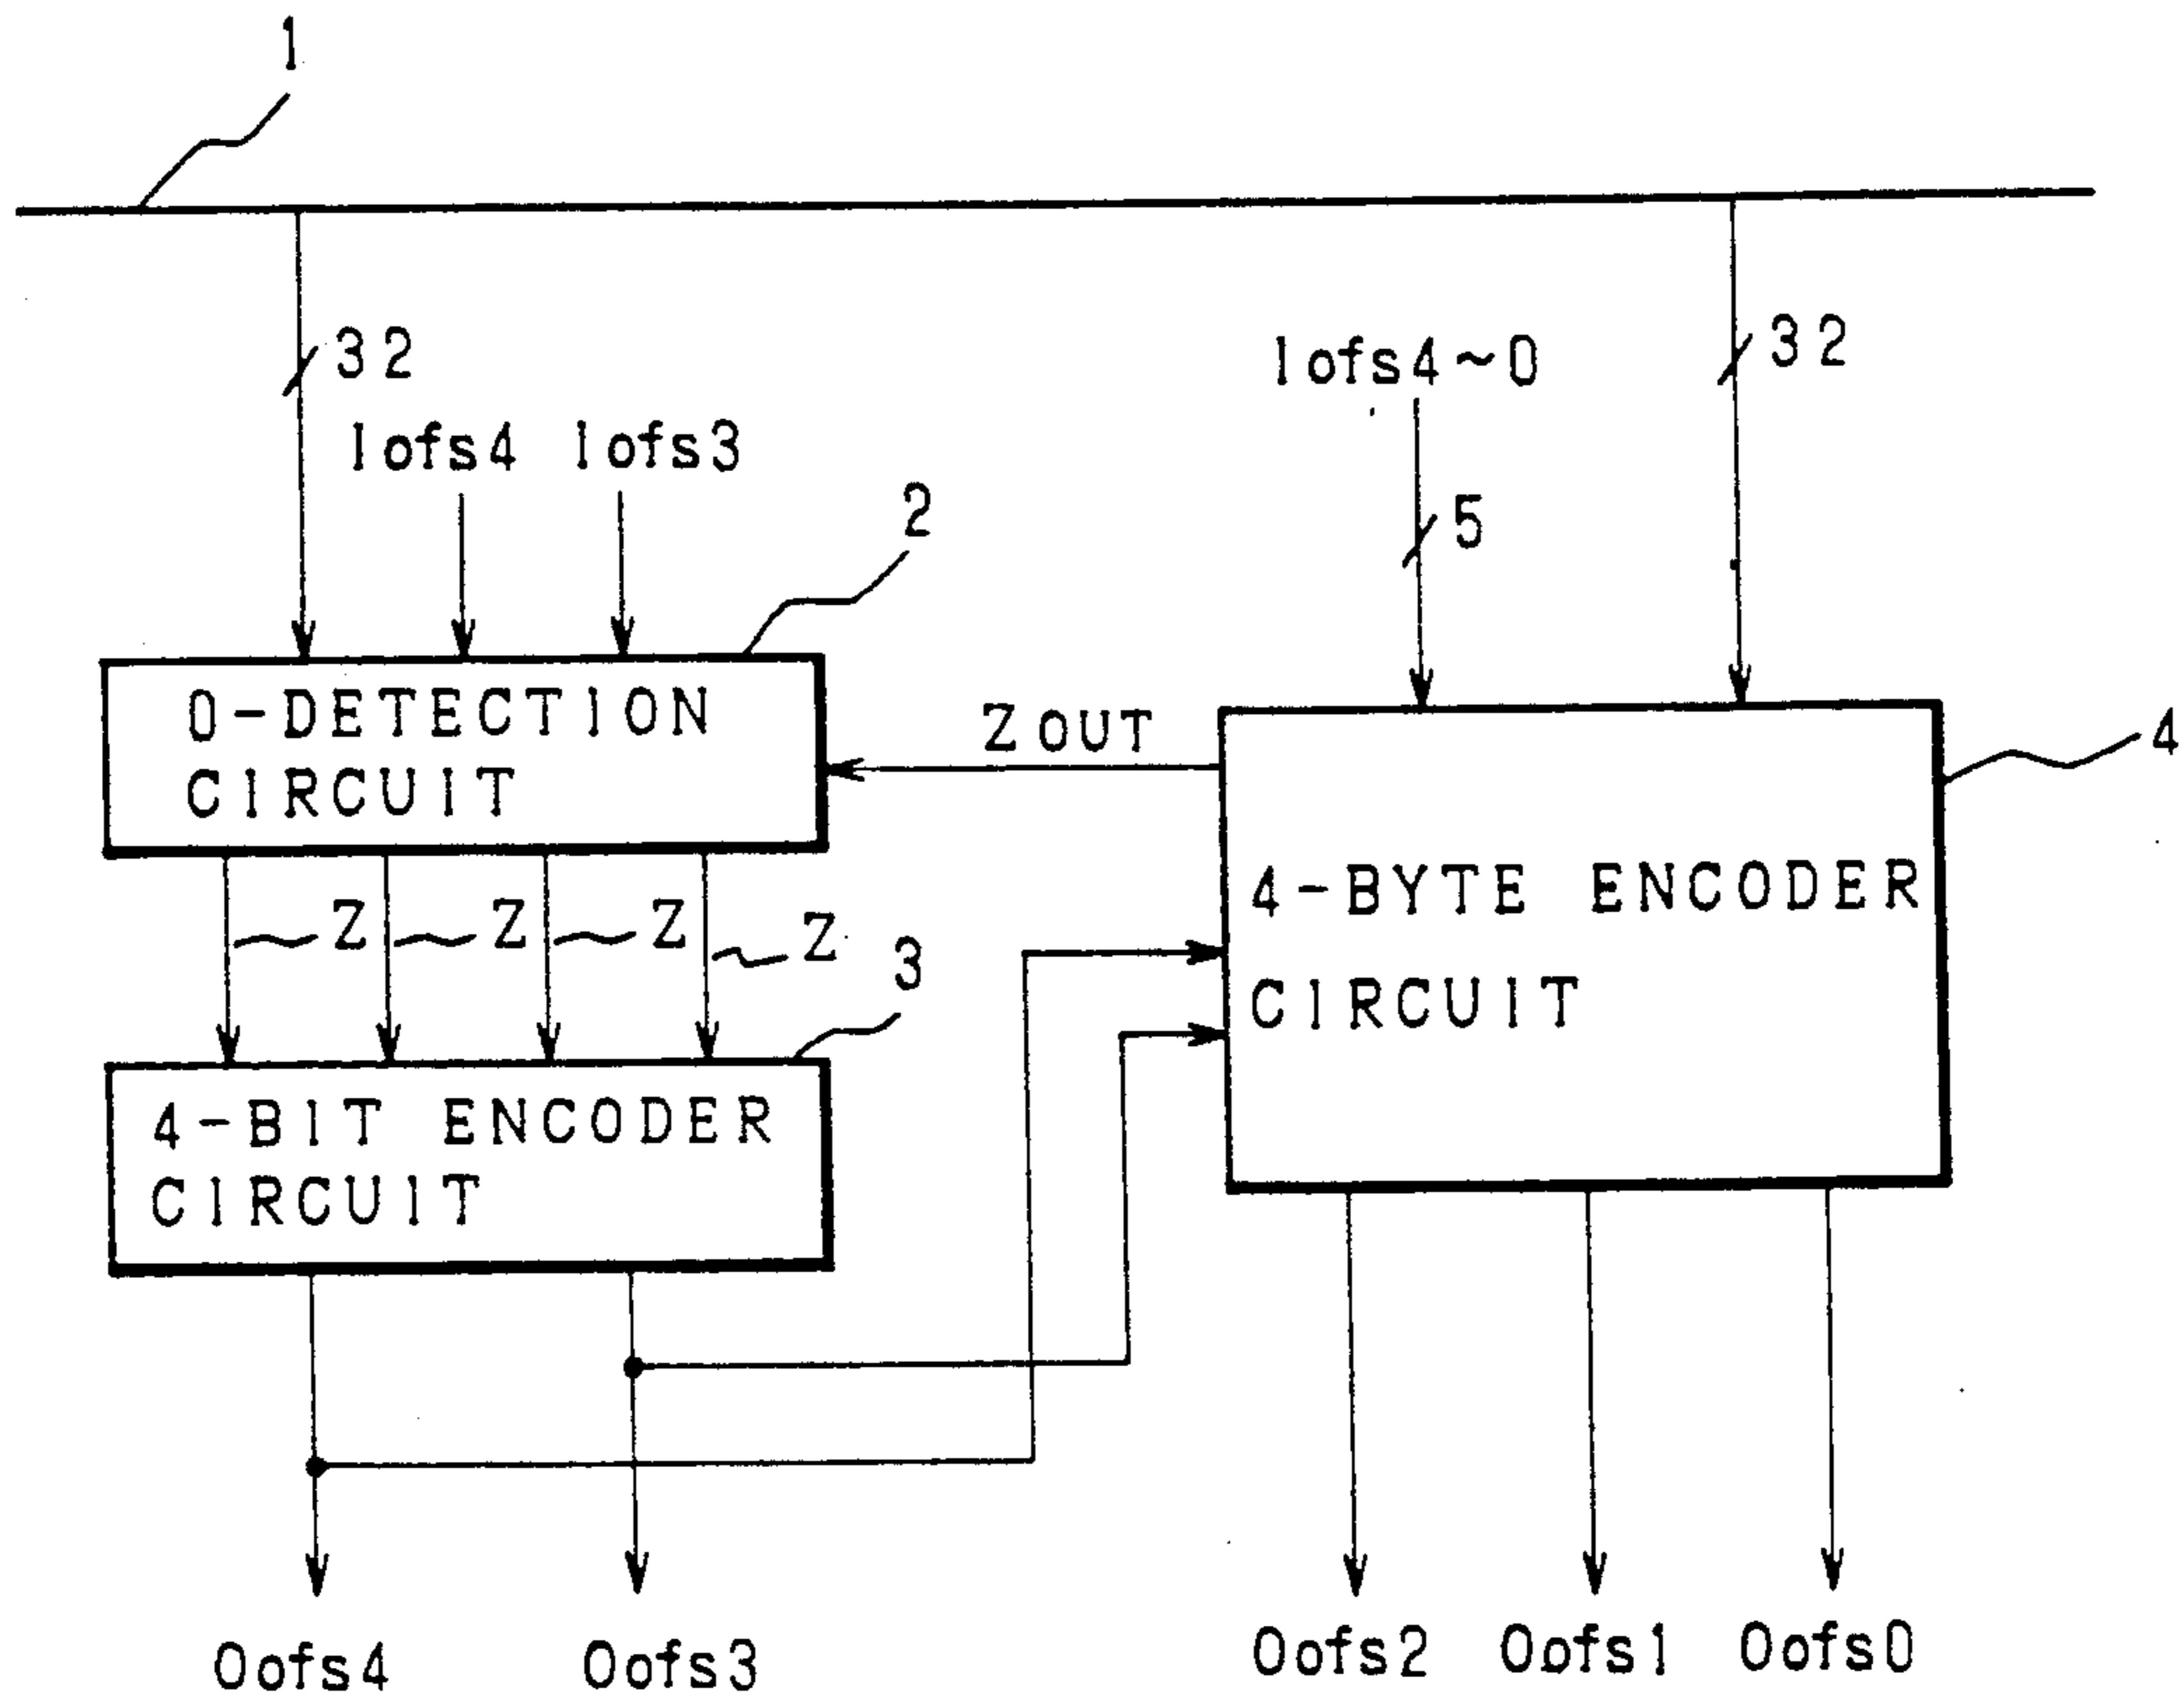 1
32
Iofs4~0
32
Iofs4 Iofs3
2
5
0-DETECTION
CIRCUIT
Z OUT
4
4-BYTE ENCODER
CIRCUIT
Z Z Z Z
3
4-BIT ENCODER
CIRCUIT
Oofs4 Oofs3 Oofs2 Oofs1 Oofs0